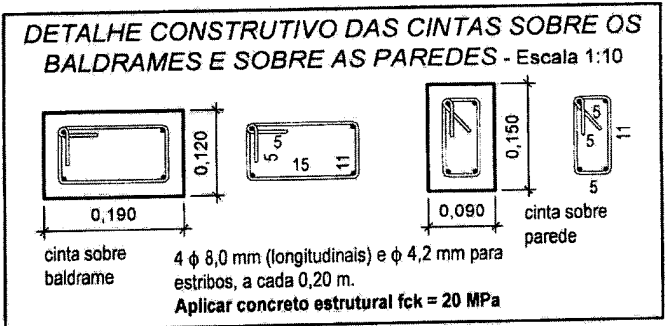 DETALHE CONSTRUTIVO DAS CINTAS SOBRE OS
BALDRAMES E SOBRE AS PAREDES - Escala 1:10
0,120
5
5
15
11
0,190
cinta sobre
baldrame
0,150
5
5
11
5
0,090
cinta sobre
parede
4 ϕ 8,0 mm (longitudinais) e ϕ 4,2 mm para
estribos, a cada 0,20 m.
Aplicar concreto estrutural fck = 20 MPa